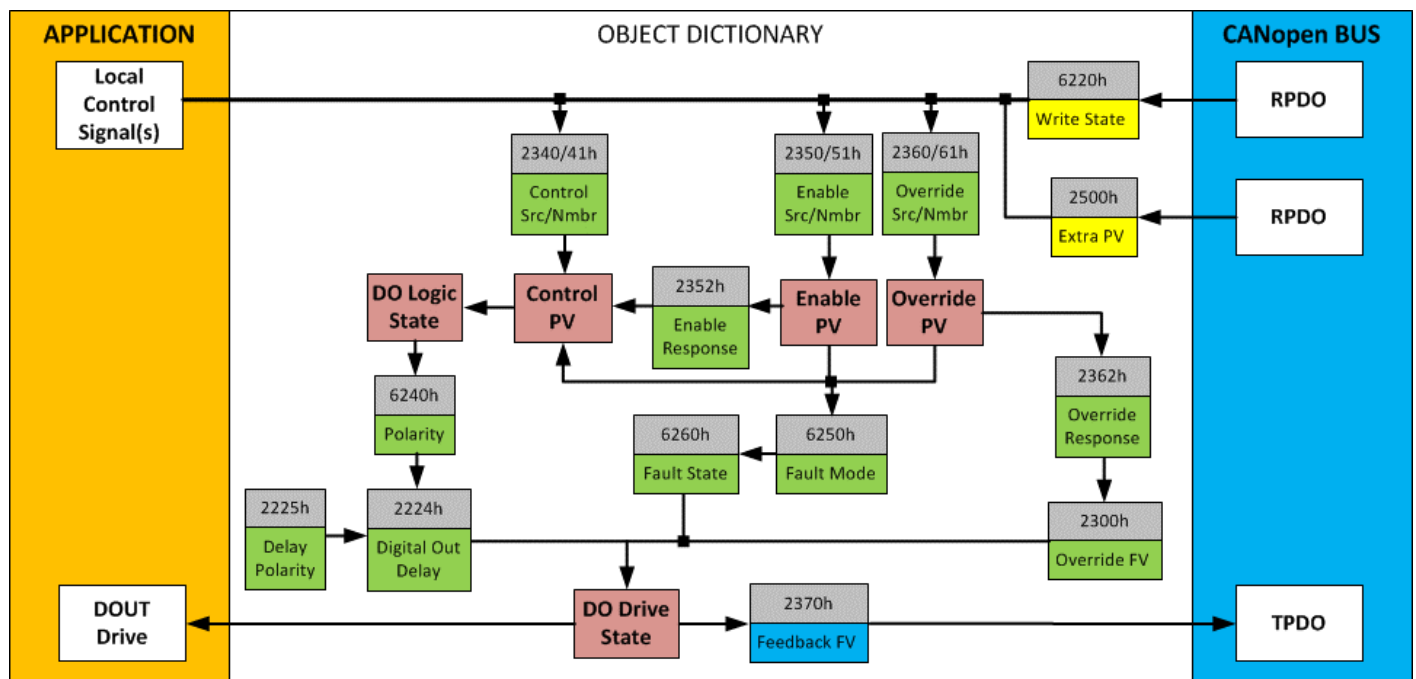 APPLICATION
OBJECT DICTIONARY
CANopen BUS
Local
Control
Signal(s)
6220h
Write State
RPDO
2340/41h
Control
Src/Nmbr
2350/51h
Enable
Src/Nmbr
2360/61h
Override
Src/Nmbr
2500h
Extra PV
RPDO
DO Logic
State
Control
PV
2352h
Enable
Response
Enable
PV
Override
PV
2362h
Override
Response
6240h
Polarity
6260h
Fault State
6250h
Fault Mode
2225h
Delay
Polarity
2224h
Digital Out
Delay
2300h
Override FV
DOUT
Drive
DO Drive
State
2370h
Feedback FV
TPDO